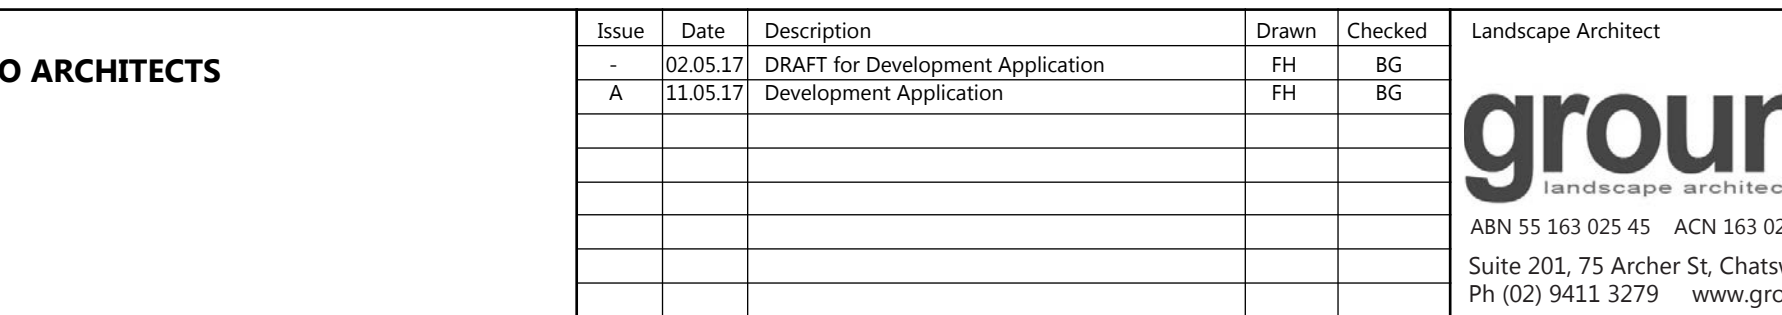 O ARCHITECTS
Issue Date Description Drawn Checked
- 02.05.17 DRAFT for Development Application FH BG
A 11.05.17 Development Application FH BG
Landscape Architect
grour
landscape architec
ABN 55 163 025 45 ACN 163 02
Suite 201, 75 Archer St, Chatsw
Ph (02) 9411 3279 www.gro